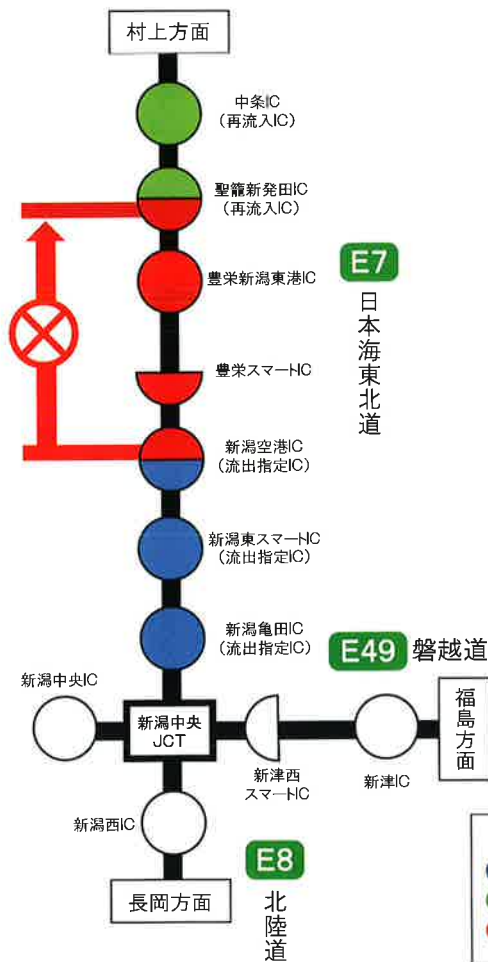 村上方面
中条IC
(再流入IC)
聖籠新発田IC
(再流入IC)
豊栄新潟東港IC
E7
日本海東北道
豊栄スマートIC
新潟空港IC
(流出指定IC)
新潟東スマートIC
(流出指定IC)
新潟亀田IC
(流出指定IC)
E49 磐越道
新潟中央IC
新潟中央
JCT
福島方面
新津西
スマートIC
新津IC
新潟西IC
E8
北陸道
長岡方面